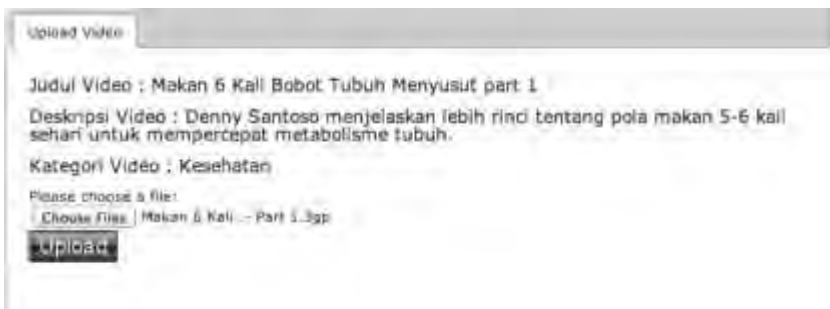 Upload Video
Judul Video : Makan 6 Kali Bobot Tubuh Menyusut part 1
Deskripsi Video : Denny Santoso menjelaskan lebih rinci tentang pola makan 5-6 kali
sehari untuk mempercepat metabolisme tubuh.
Kategori Video : Kesehatan
Please choose a file:
Choose Files Makan 6 Kali ...- Part 1.3gp
Upload